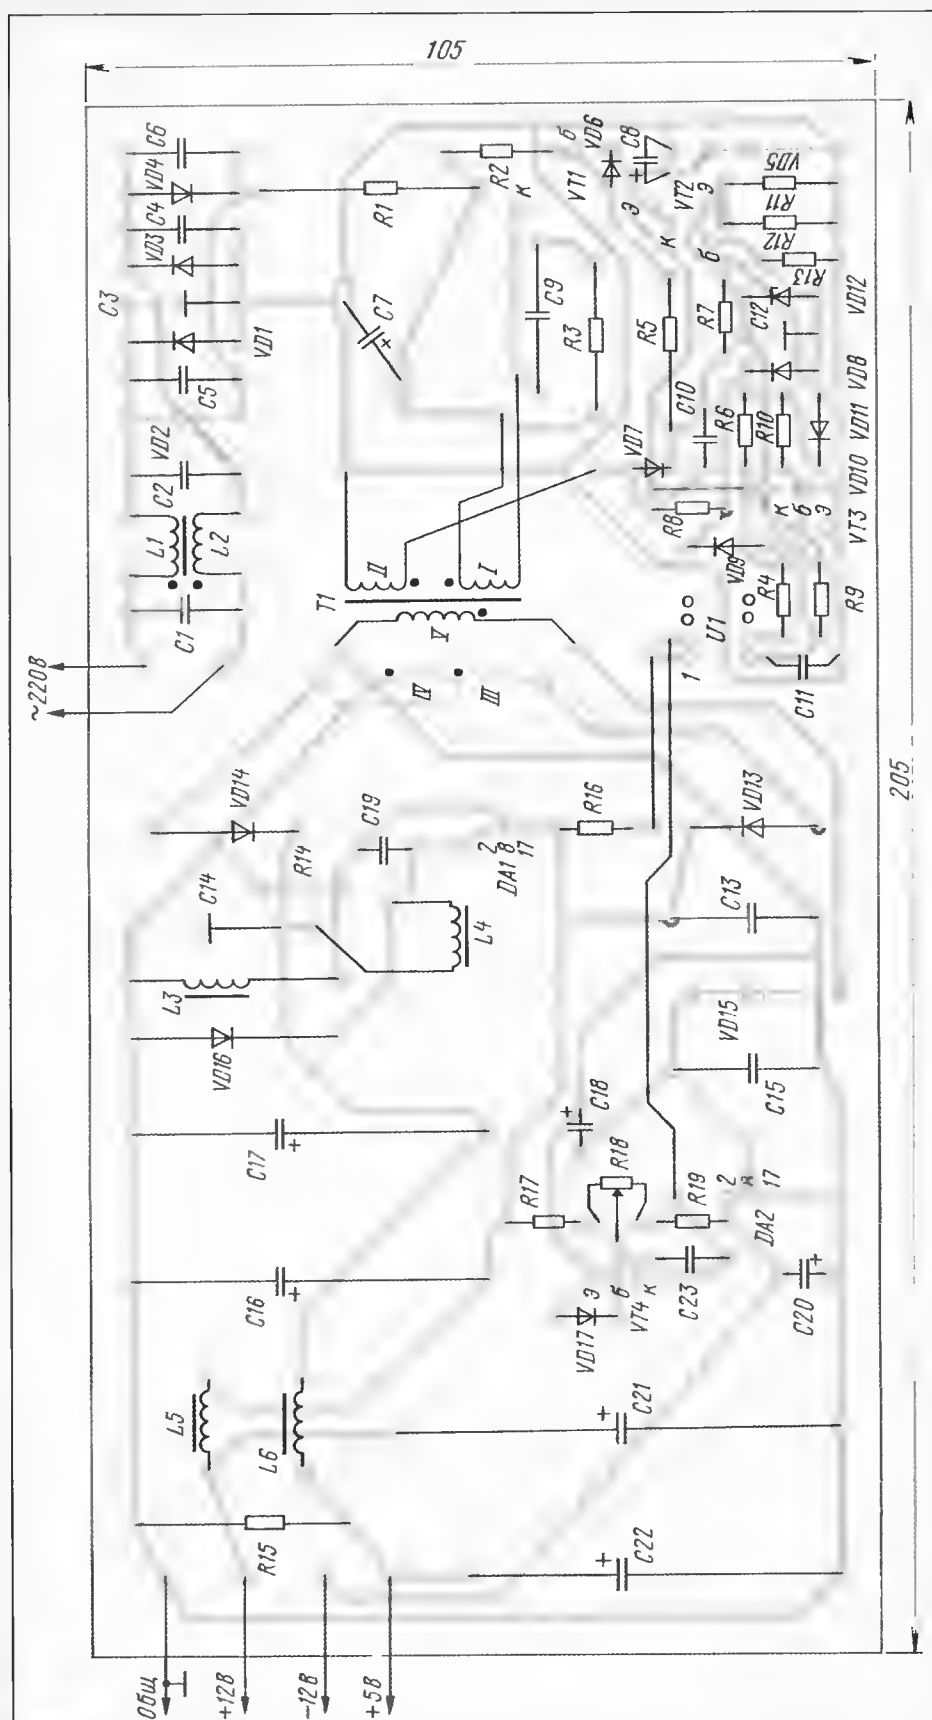 105
C6
VD4
C4
VD3
C3
VD1
C5
VD2
C2
L1
L2
C1
~220В
R1
R2
к
б
VT1
VD6
э
C8
+
VT2
э
к
б
VD5
R11
R12
R13
C7
+
C9
R3
R5
R7
C12
VD12
C10
R6
R10
VD8
VD11
VD10
VD7
R8
к
б
э
VT3
VD9
R4
R9
U1
1
C11
T1
II
I
V
IV
III
205
VD14
R14
C19
2
8
17
DA1
R16
VD13
C14
L4
C13
L3
VD16
VD15
C15
C17
+
C18
+
R18
R17
R19
2
17
DA2
C16
+
э
б
к
VT4
VD17
C23
C20
+
L5
L6
C21
+
R15
C22
+
Общ
+12В
−12В
+5В